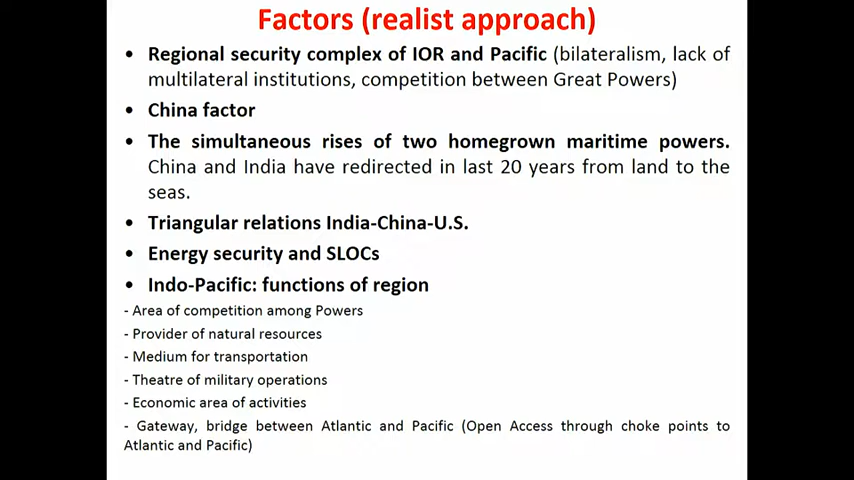 Factors (realist approach)
• Regional security complex of IOR and Pacific (bilateralism, lack of
multilateral institutions, competition between Great Powers)
• China factor
• The simultaneous rises of two homegrown maritime powers.
China and India have redirected in last 20 years from land to the
seas.
• Triangular relations India-China-U.S.
• Energy security and SLOCs
• Indo-Pacific: functions of region
- Area of competition among Powers
- Provider of natural resources
- Medium for transportation
- Theatre of military operations
- Economic area of activities
- Gateway, bridge between Atlantic and Pacific (Open Access through choke points to
Atlantic and Pacific)